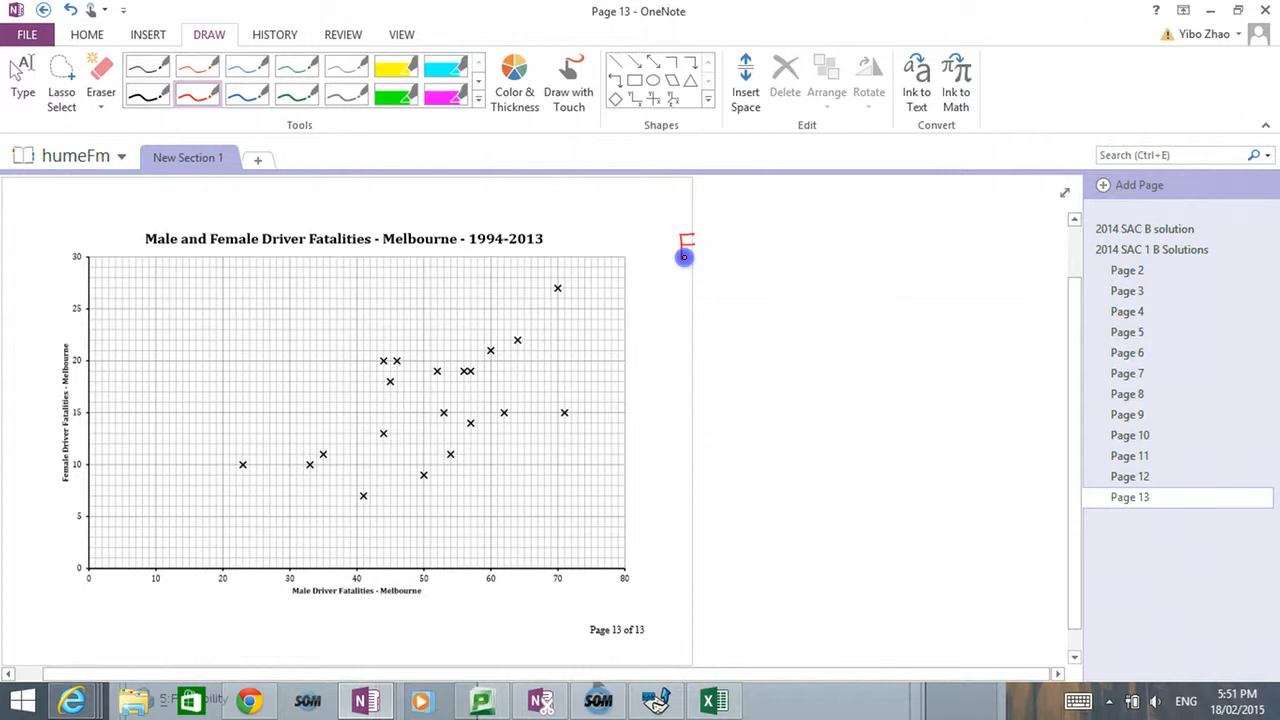 Page 13 - OneNote
?
FILE
HOME
INSERT
DRAW
HISTORY
REVIEW
VIEW
Yibo Zhao
Type
Lasso
Select
Eraser
Color &
Thickness
Draw with
Touch
Insert
Space
Delete
Arrange
Rotate
Ink to
Text
Ink to
Math
Tools
Shapes
Edit
Convert
humeFm
New Section 1
Search (Ctrl+E)
Add Page
2014 SAC B solution
2014 SAC 1 B Solutions
Page 2
Page 3
Page 4
Page 5
Page 6
Page 7
Page 8
Page 9
Page 10
Page 11
Page 12
Page 13
Male and Female Driver Fatalities - Melbourne - 1994-2013
F
30
25
20
15
10
5
0
Female Driver Fatalities - Melbourne
0 10 20 30 40 50 60 70 80
Male Driver Fatalities - Melbourne
Page 13 of 13
SOM
SOM
ENG
5:51 PM
18/02/2015